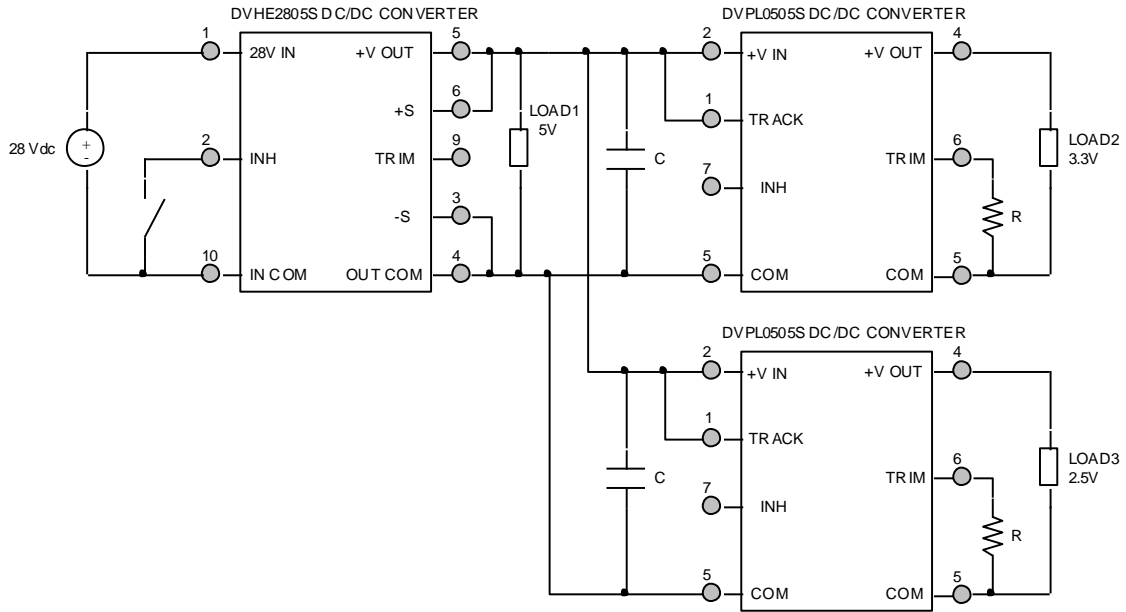 DVHE2805S DC/DC CONVERTER
DVPL0505S DC/DC CONVERTER
1
28V IN
+V OUT
5
6
+S
2
INH
TRIM
9
3
-S
10
IN COM
OUT COM
4
28 Vdc
+
-
LOAD1
5V
C
2
+V IN
+V OUT
4
1
TRACK
6
TRIM
7
INH
5
COM
COM
5
R
LOAD2
3.3V
DVPL0505S DC/DC CONVERTER
2
+V IN
+V OUT
4
1
TRACK
6
TRIM
7
INH
5
COM
COM
5
C
R
LOAD3
2.5V